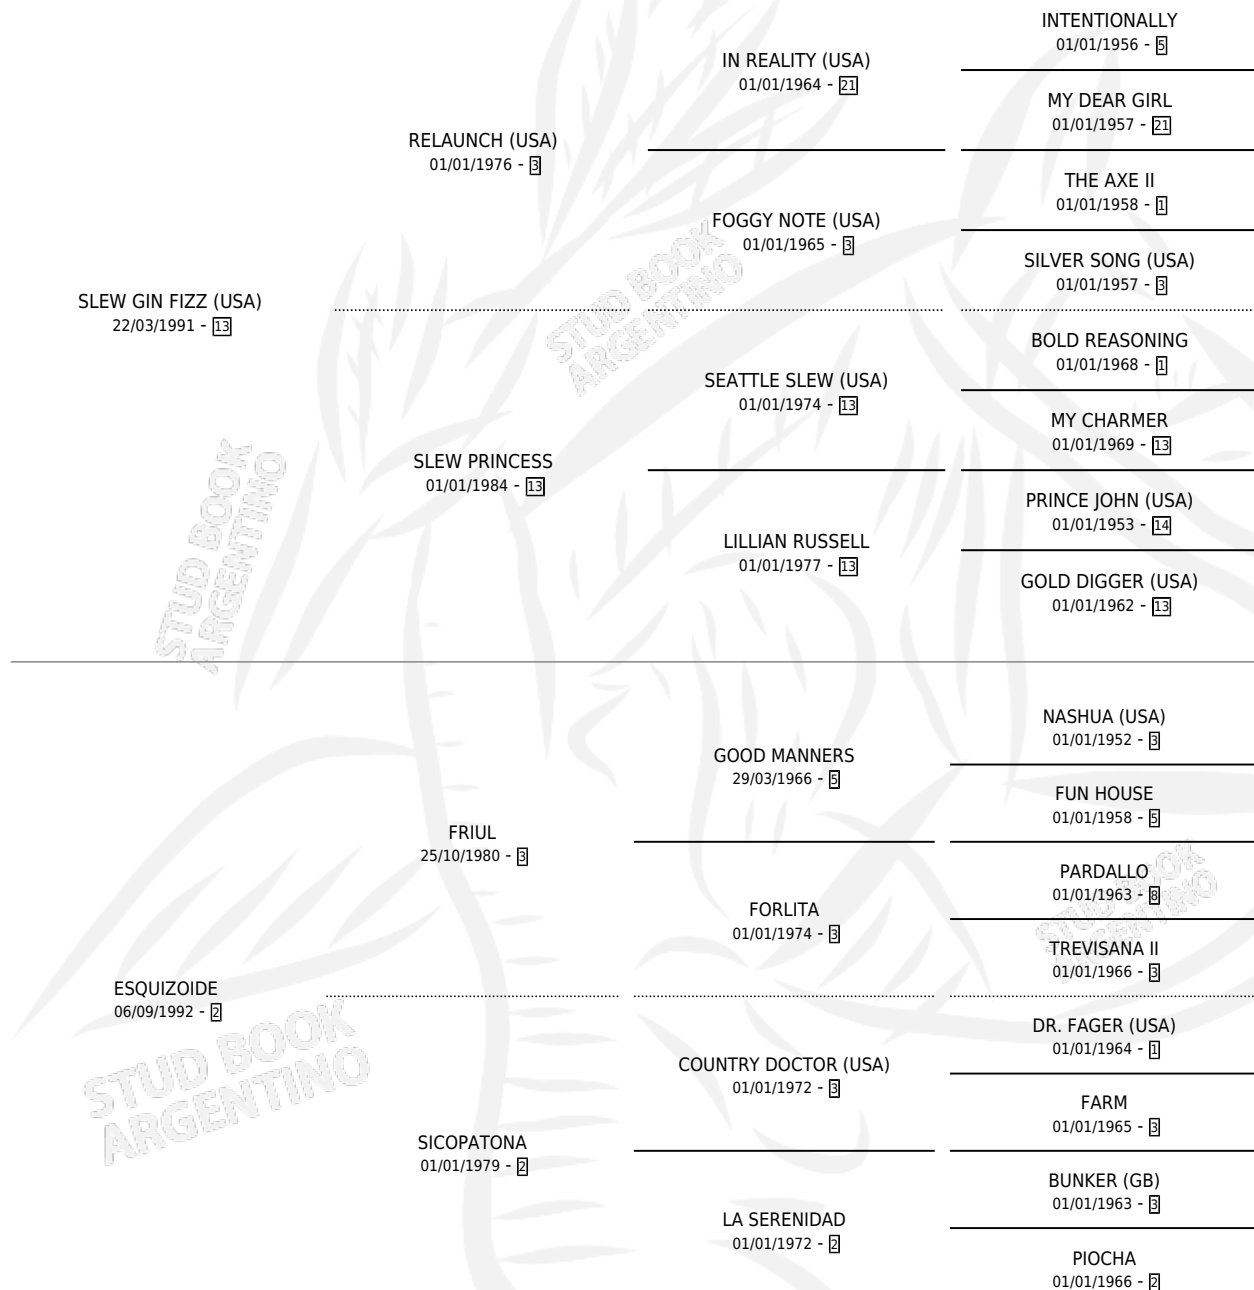 INTENTIONALLY
01/01/1956 - 5
IN REALITY (USA)
01/01/1964 - 21
MY DEAR GIRL
01/01/1957 - 21
RELAUNCH (USA)
01/01/1976 - 3
THE AXE II
01/01/1958 - 1
FOGGY NOTE (USA)
01/01/1965 - 3
SILVER SONG (USA)
01/01/1957 - 3
SLEW GIN FIZZ (USA)
22/03/1991 - 13
BOLD REASONING
01/01/1968 - 1
SEATTLE SLEW (USA)
01/01/1974 - 13
MY CHARMER
01/01/1969 - 13
SLEW PRINCESS
01/01/1984 - 13
PRINCE JOHN (USA)
01/01/1953 - 14
LILLIAN RUSSELL
01/01/1977 - 13
GOLD DIGGER (USA)
01/01/1962 - 13
NASHUA (USA)
01/01/1952 - 3
GOOD MANNERS
29/03/1966 - 5
FUN HOUSE
01/01/1958 - 5
FRIUL
25/10/1980 - 3
PARDALLO
01/01/1963 - 8
FORLITA
01/01/1974 - 3
TREVISANA II
01/01/1966 - 3
ESQUIZOIDE
06/09/1992 - 2
DR. FAGER (USA)
01/01/1964 - 1
COUNTRY DOCTOR (USA)
01/01/1972 - 3
FARM
01/01/1965 - 3
SICOPATONA
01/01/1979 - 2
BUNKER (GB)
01/01/1963 - 3
LA SERENIDAD
01/01/1972 - 2
PIOCHA
01/01/1966 - 2
STUD BOOK
ARGENTINO
STUD BOOK
ARGENTINO
STUD BOOK
ARGENTINO
STUD BOOK
ARGENTINO